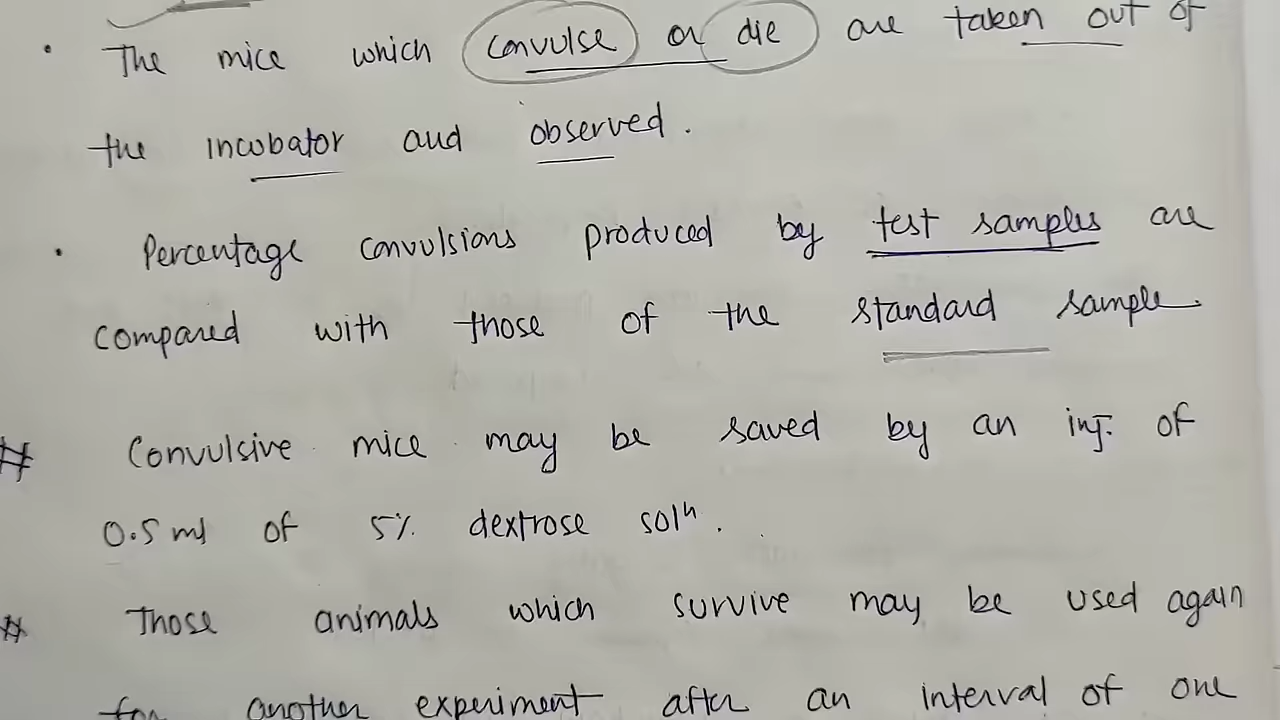 • The mice which convulse or die are taken out of
the incubator and observed.
• Percentage convulsions produced by test samples are
compared with those of the standard sample.
# Convulsive mice may be saved by an inj. of
0.5 ml of 5% dextrose solⁿ.
# Those animals which survive may be used again
for another experiment after an interval of one